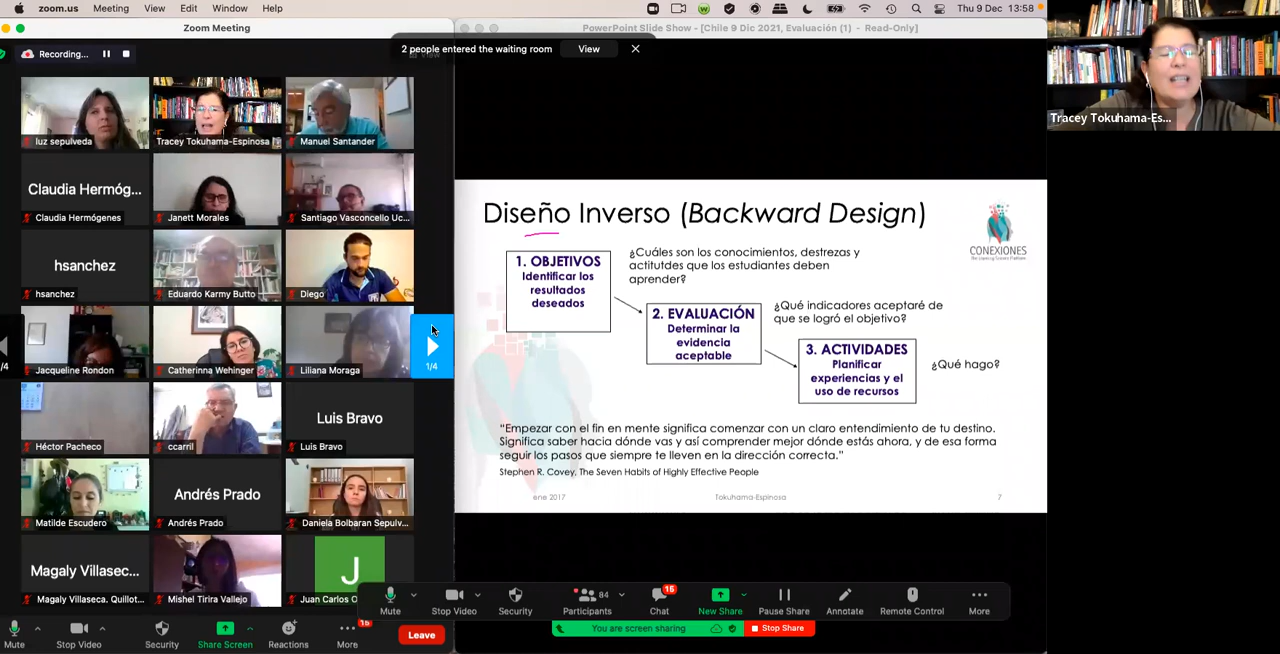 zoom.us Meeting View Edit Window Help
Thu 9 Dec 13:58
Zoom Meeting
PowerPoint Slide Show - [Chile 9 Dic 2021, Evaluación (1) - Read-Only]
Recording...
2 people entered the waiting room View
View
luz sepulveda
Tracey Tokuhama-Espinosa
Manuel Santander
Claudia Hermóg...
Claudia Hermógenes
Janett Morales
Santiago Vasconcello Uc...
hsanchez
hsanchez
Eduardo Karmy Butto
Diego
Jacqueline Rondon
Catherinna Wehinger
Liliana Moraga
/4
1/4
Héctor Pacheco
ccarril
Luis Bravo
Luis Bravo
Matilde Escudero
Andrés Prado
Andrés Prado
Daniela Bolbaran Sepulv...
Magaly Villasec...
Magaly Villaseca. Quillot...
Mishel Tirira Vallejo
J
Juan Carlos O
Tracey Tokuhama-Es...
Diseño Inverso (Backward Design)
CONEXIONES
The Learning Sciences Platform
1. OBJETIVOS
Identificar los
resultados
deseados
¿Cuáles son los conocimientos, destrezas y
actitutdes que los estudiantes deben
aprender?
2. EVALUACIÓN
Determinar la
evidencia
aceptable
¿Qué indicadores aceptaré de
que se logró el objetivo?
3. ACTIVIDADES
Planificar
experiencias y el
uso de recursos
¿Qué hago?
“Empezar con el fin en mente significa comenzar con un claro entendimiento de tu destino.
Significa saber hacia dónde vas y así comprender mejor dónde estás ahora, y de esa forma
seguir los pasos que siempre te lleven en la dirección correcta.”
Stephen R. Covey, The Seven Habits of Highly Effective People
ene 2017
Tokuhama-Espinosa
7
Mute
Stop Video
Security
84
Participants
15
Chat
New Share
Pause Share
Annotate
Remote Control
More
You are screen sharing
Stop Share
Mute
Stop Video
Security
Share Screen
Reactions
15
More
Leave